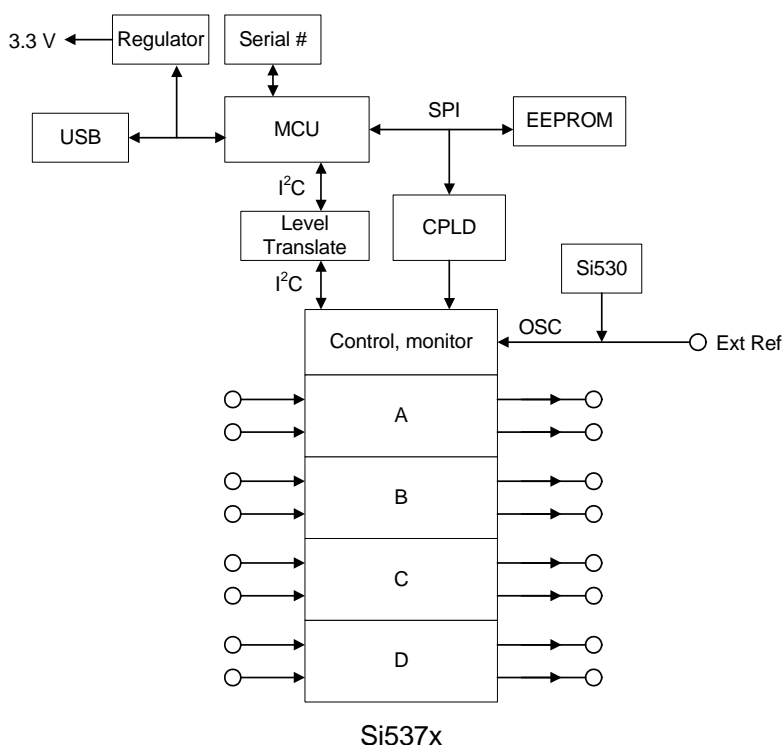 3.3 V
Regulator
Serial #
USB
MCU
SPI
EEPROM
I²C
Level
Translate
CPLD
I²C
Si530
Control, monitor
OSC
Ext Ref
A
B
C
D
Si537x